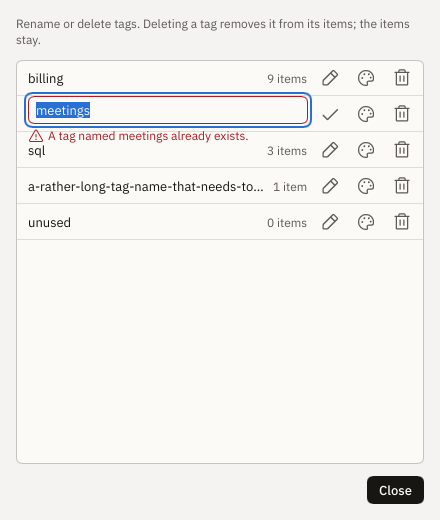 Rename or delete tags. Deleting a tag removes it from its items; the items
stay.
billing 9 items
meetings
A tag named meetings already exists.
sql 3 items
a-rather-long-tag-name-that-needs-to... 1 item
unused 0 items
Close